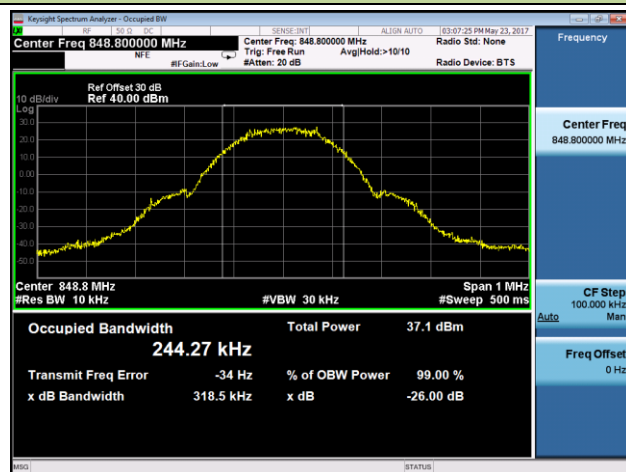 Keysight Spectrum Analyzer - Occupied BW
LXI RF 50 Ω DC SENSE:INT ALIGN AUTO 03:07:25 PM May 23, 2017
Center Freq 848.800000 MHz
NFE
#IFGain:Low
Center Freq: 848.800000 MHz
Trig: Free Run Avg|Hold:>10/10
#Atten: 20 dB
Radio Std: None
Radio Device: BTS
Frequency
Ref Offset 30 dB
10 dB/div Ref 40.00 dBm
Log
30.0
20.0
10.0
0.00
-10.0
-20.0
-30.0
-40.0
-50.0
Center Freq
848.800000 MHz
Center 848.8 MHz Span 1 MHz
#Res BW 10 kHz #VBW 30 kHz #Sweep 500 ms
CF Step
100.000 kHz
Auto Man
Occupied Bandwidth Total Power 37.1 dBm
244.27 kHz
Transmit Freq Error -34 Hz % of OBW Power 99.00 %
x dB Bandwidth 318.5 kHz x dB -26.00 dB
Freq Offset
0 Hz
MSG STATUS